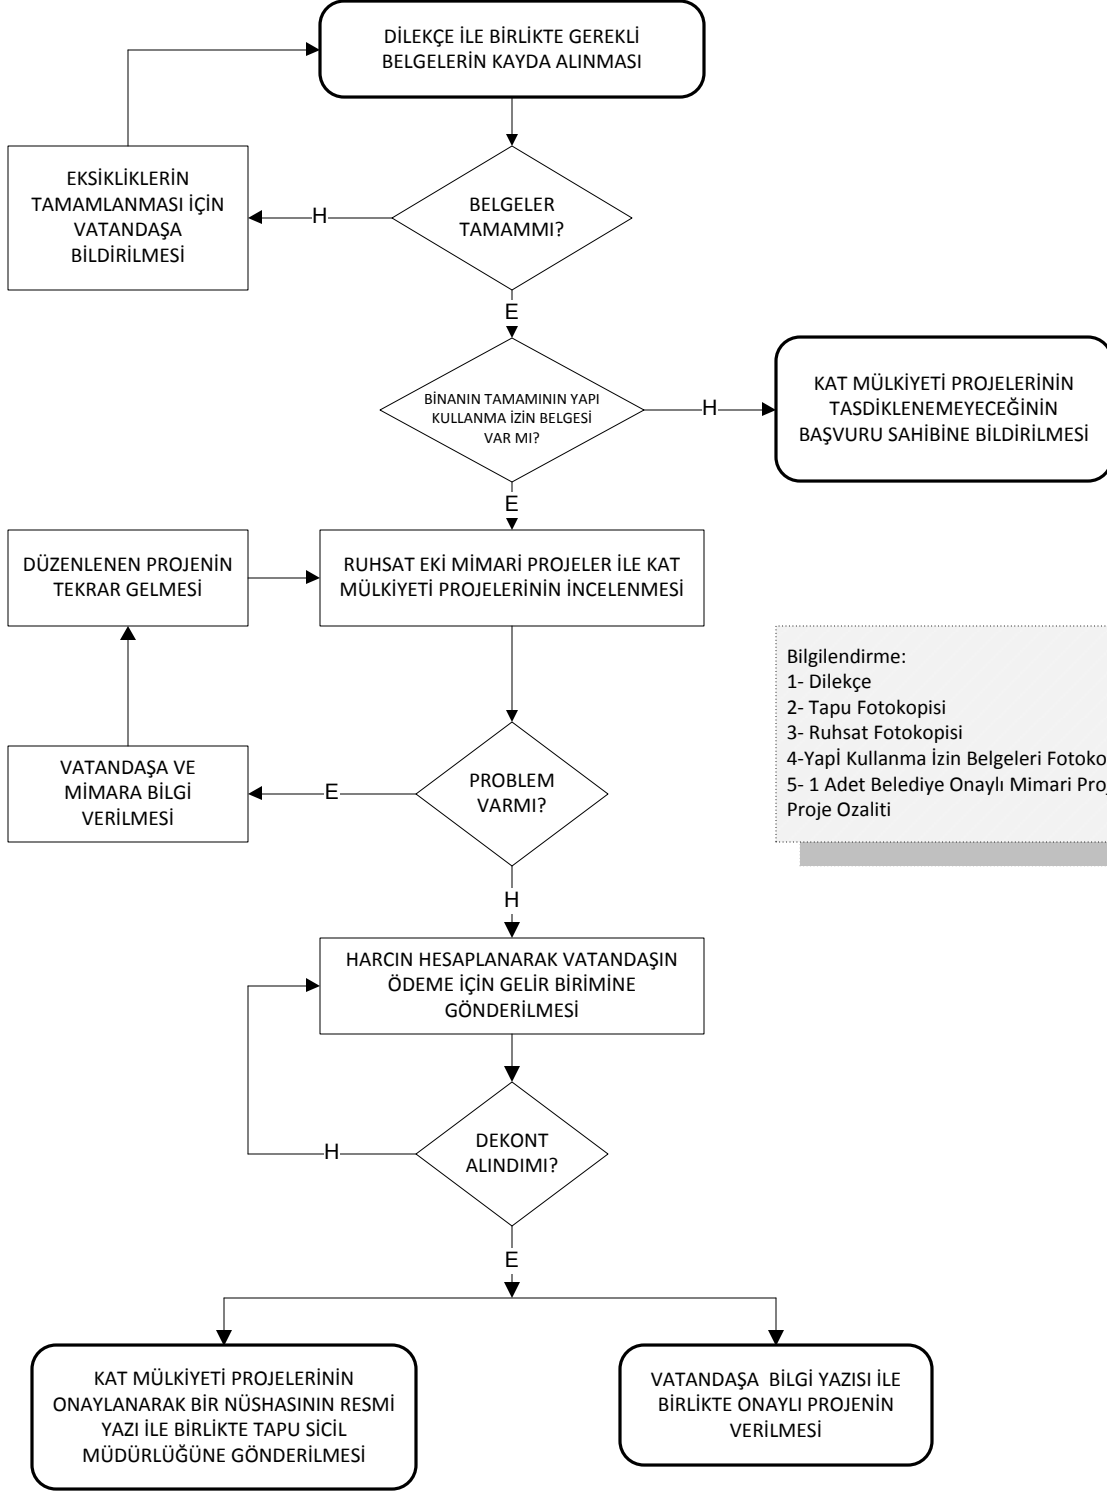 DİLEKÇE İLE BİRLİKTE GEREKLİ
BELGELERİN KAYDA ALINMASI
EKSİKLİKLERİN
TAMAMLANMASI İÇİN
VATANDAŞA
BİLDİRİLMESİ
H
BELGELER
TAMAMMI?
E
BİNANIN TAMAMININ YAPI
KULLANMA İZİN BELGESİ
VAR MI?
H
KAT MÜLKİYETİ PROJELERİNİN
TASDİKLENEMEYECEĞİNİN
BAŞVURU SAHİBİNE BİLDİRİLMESİ
E
DÜZENLENEN PROJENİN
TEKRAR GELMESİ
RUHSAT EKİ MİMARİ PROJELER İLE KAT
MÜLKİYETİ PROJELERİNİN İNCELENMESİ
Bilgilendirme:
1- Dilekçe
2- Tapu Fotokopisi
3- Ruhsat Fotokopisi
4-Yapİ Kullanma İzin Belgeleri
5- 1 Adet Belediye Onaylı Mimari
Proje Ozaliti
VATANDAŞA VE
MİMARA BİLGİ
VERİLMESİ
E
PROBLEM
VARMI?
H
HARCIN HESAPLANARAK VATANDAŞIN
ÖDEME İÇİN GELİR BİRİMİNE
GÖNDERİLMESİ
H
DEKONT
ALINDIMI?
E
KAT MÜLKİYETİ PROJELERİNİN
ONAYLANARAK BİR NÜSHASININ RESMİ
YAZI İLE BİRLİKTE TAPU SİCİL
MÜDÜRLÜĞÜNE GÖNDERİLMESİ
VATANDAŞA BİLGİ YAZISI İLE
BİRLİKTE ONAYLI PROJENİN
VERİLMESİ